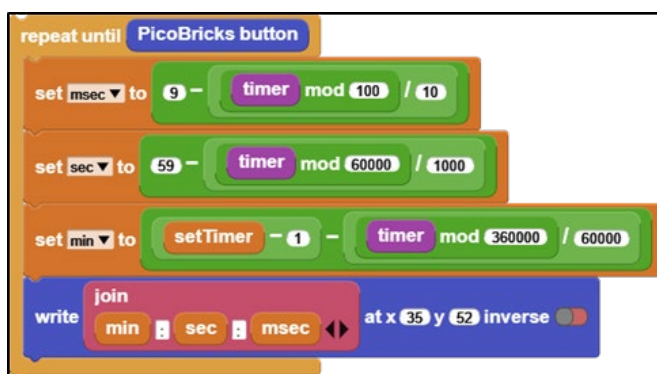 repeat until PicoBricks button
set msec to 9 − timer mod 100 / 10
set sec to 59 − timer mod 60000 / 1000
set min to setTimer − 1 − timer mod 360000 / 60000
join
write min : sec : msec at x 35 y 52 inverse